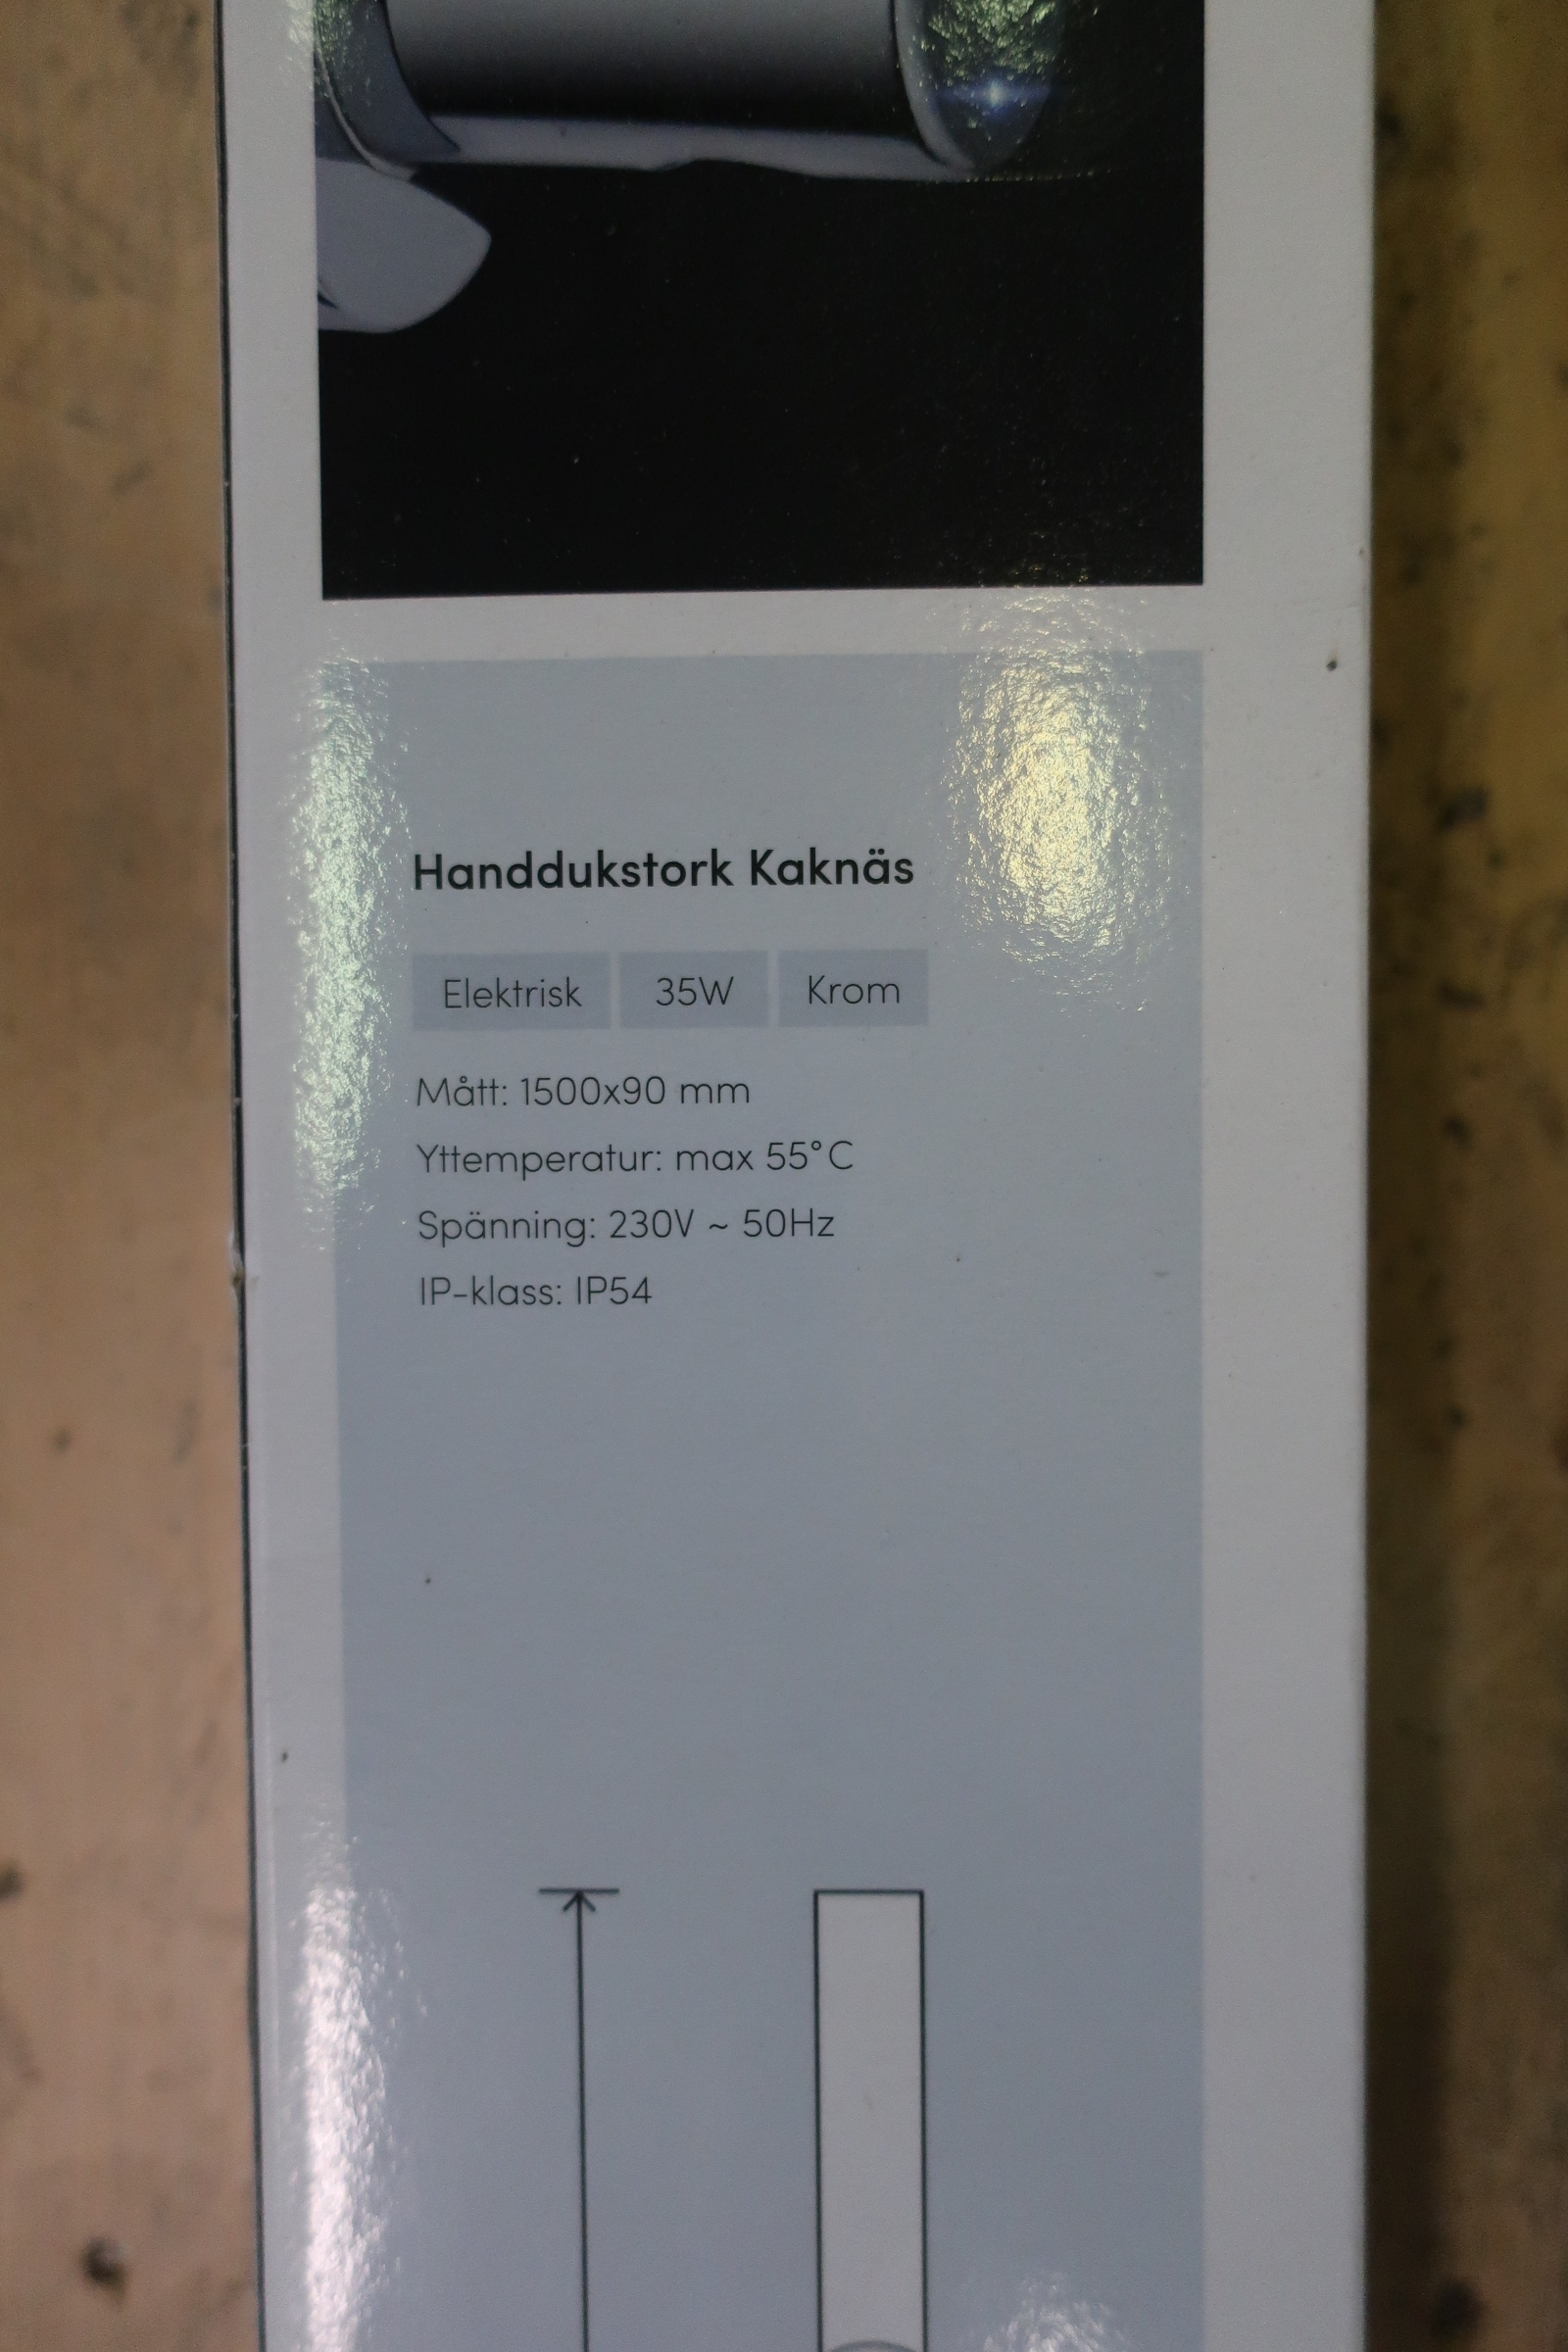 Handdukstork Kaknäs
Elektrisk 35W Krom
Mått: 1500x90 mm
Yttemperatur: max 55°C
Spänning: 230V ~ 50Hz
IP-klass: IP54